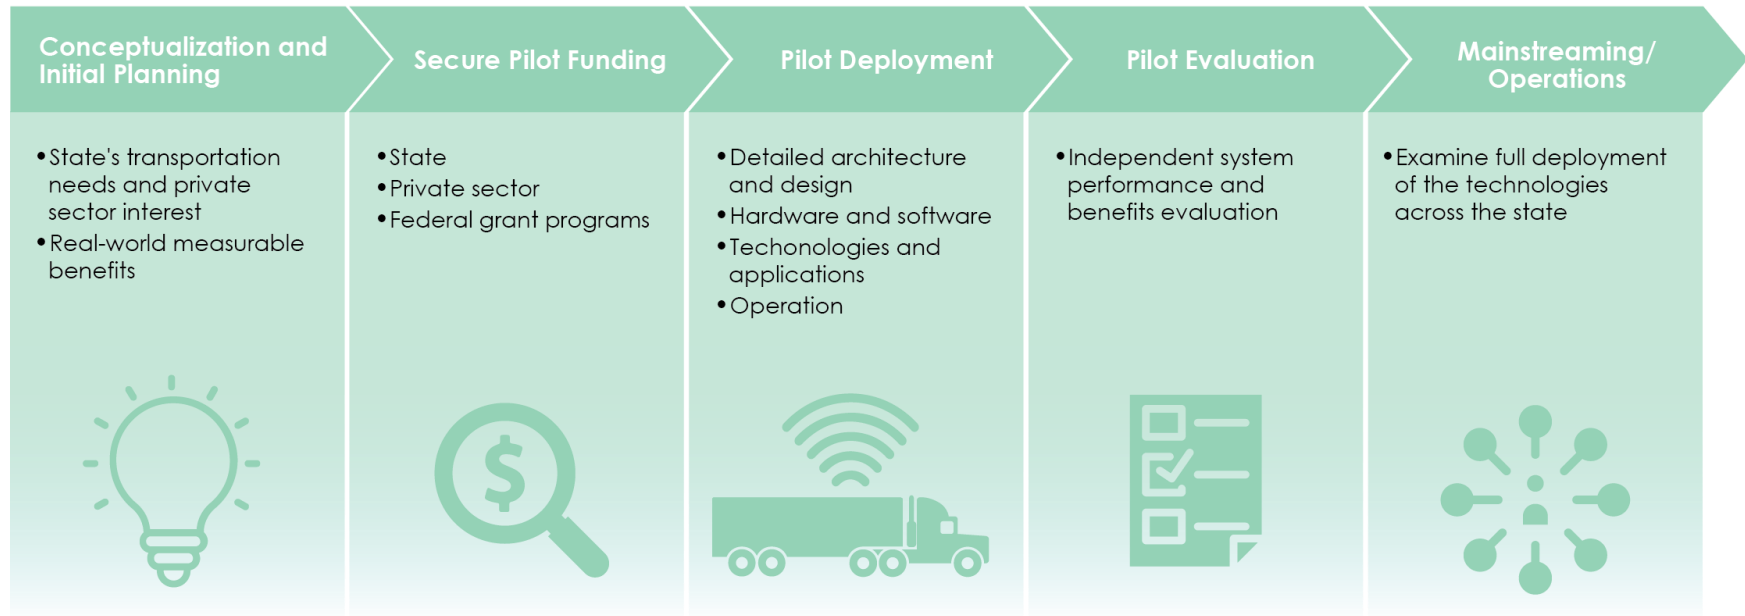 Conceptualization and
Initial Planning
•State's transportation
needs and private
sector interest
•Real-world measurable
benefits
Secure Pilot Funding
•State
•Private sector
•Federal grant programs
$
Pilot Deployment
•Detailed architecture
and design
•Hardware and software
•Techonologies and
applications
•Operation
Pilot Evaluation
•Independent system
performance and
benefits evaluation
Mainstreaming/
Operations
•Examine full deployment
of the technologies
across the state